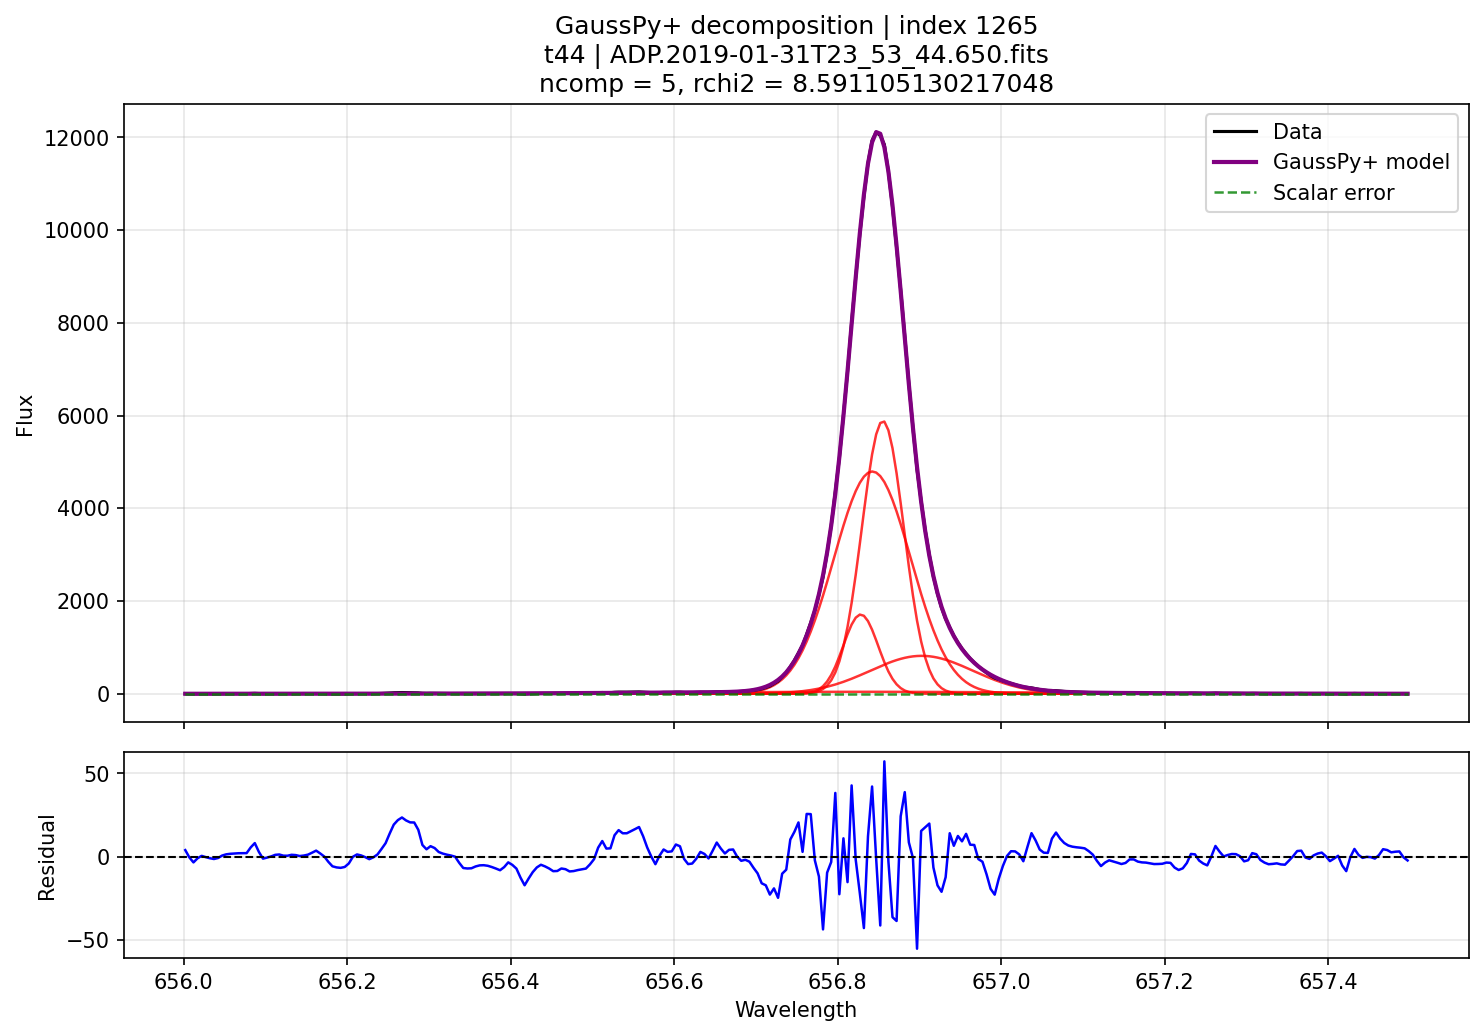 GaussPy+ decomposition | index 1265
t44 | ADP.2019-01-31T23_53_44.650.fits
ncomp = 5, rchi2 = 8.591105130217048
Data
GaussPy+ model
Scalar error
12000
10000
8000
6000
4000
2000
0
Flux
50
0
−50
Residual
656.0 656.2 656.4 656.6 656.8 657.0 657.2 657.4
Wavelength